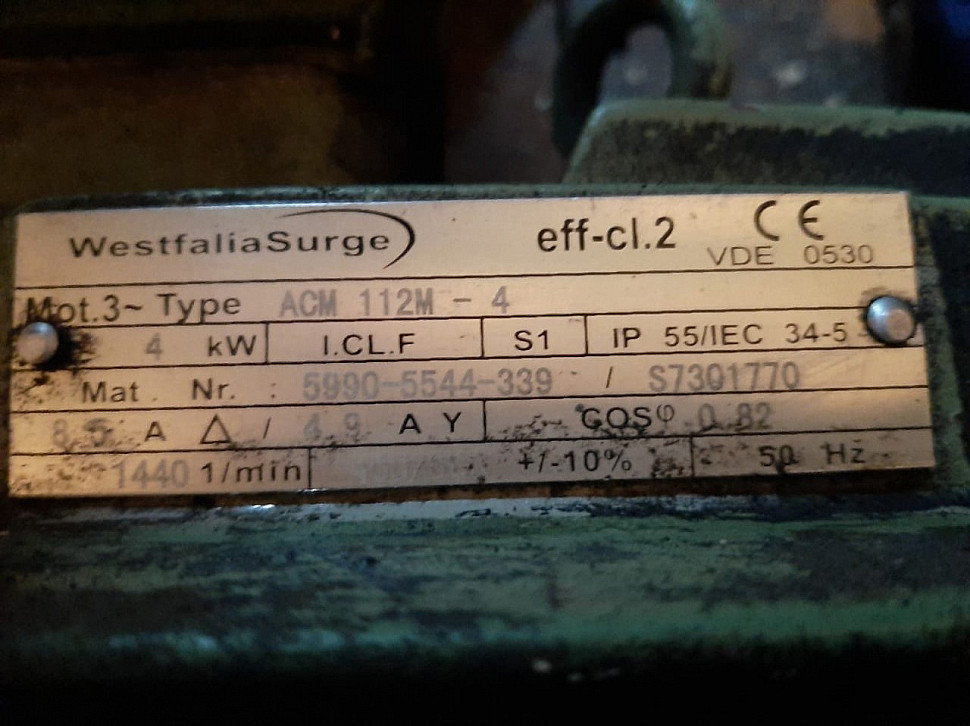 WestfaliaSurge eff-cl.2 CE
VDE 0530
Mot.3~ Type ACM 112M - 4
4 kW I.CL.F S1 IP 55/IEC 34-5
Mat. Nr. : 5990-5544-339 / S7301770
8.5 A △ / 4.9 A Y COSφ 0.82
1440 1/min +/-10% 50 Hz